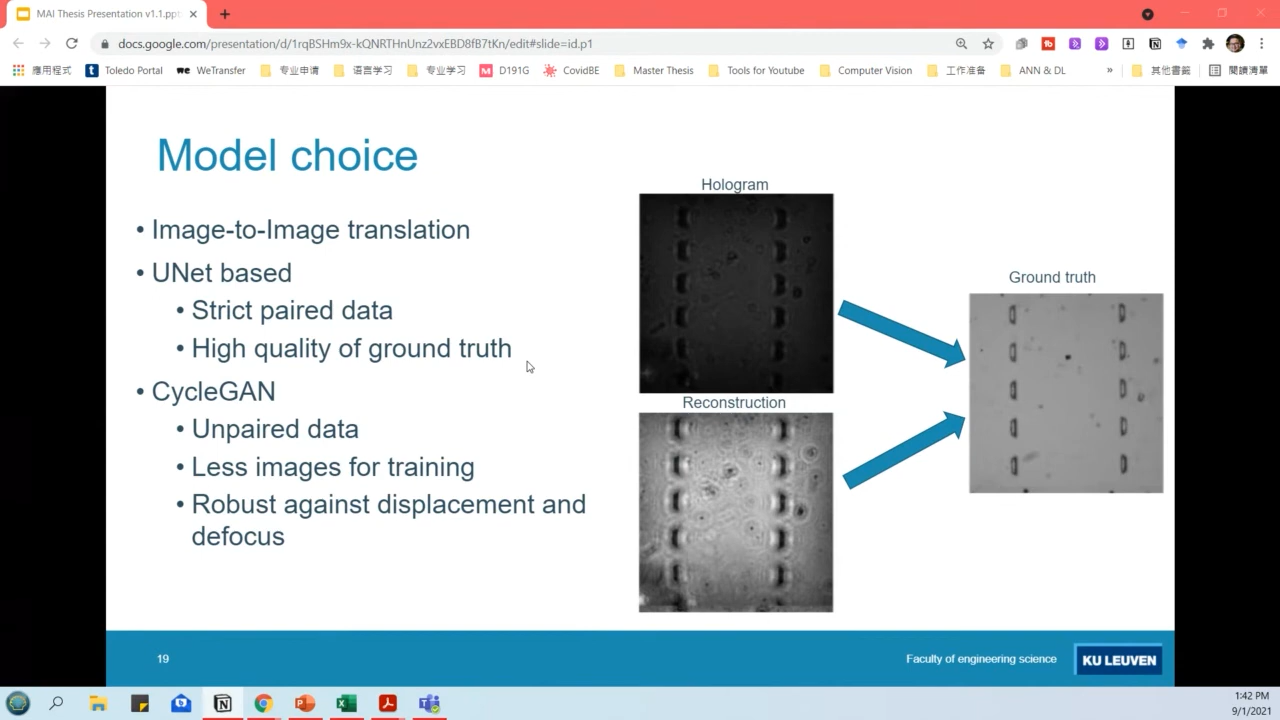 MAI Thesis Presentation v1.1.ppt
docs.google.com/presentation/d/1rqBSHm9x-kQNRTHnUnz2vxEBD8fB7tKn/edit#slide=id.p1
應用程式 Toledo Portal WeTransfer 专业申请 语言学习 专业学习 D191G CovidBE Master Thesis Tools for Youtube Computer Vision 工作准备 ANN & DL » 其他書籤 閱讀清單
Model choice
• Image-to-Image translation
• UNet based
• Strict paired data
• High quality of ground truth
• CycleGAN
• Unpaired data
• Less images for training
• Robust against displacement and
defocus
Hologram
Reconstruction
Ground truth
19
Faculty of engineering science
KU LEUVEN
1:42 PM
9/1/2021